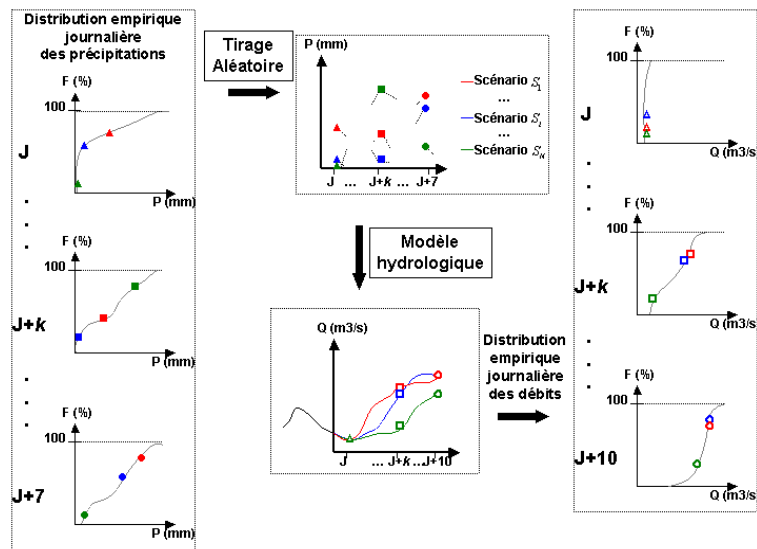 Distribution empirique
journalière
des précipitations
F (%)
100
J
P (mm)
.
.
.
F (%)
100
J+k
P (mm)
.
.
.
F (%)
100
J+7
P (mm)
Tirage
Aléatoire
P (mm)
Scénario S1
...
Scénario Si
...
Scénario SN
J ... J+k ... J+7
Modèle
hydrologique
Q (m3/s)
J ... J+k ... J+10
Distribution
empirique
journalière
des débits
F (%)
100
J
Q (m3/s)
.
.
.
F (%)
100
J+k
Q (m3/s)
.
.
.
F (%)
100
J+10
Q (m3/s)